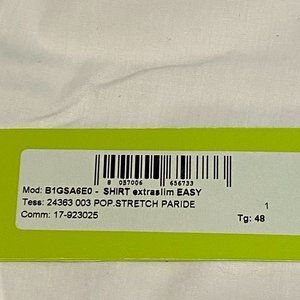 8 057006 656733
Mod: B1GSA6E0 - SHIRT extraslim EASY
Tess: 24363 003 POP.STRETCH PARIDE
1
Comm: 17-923025
Tg: 48